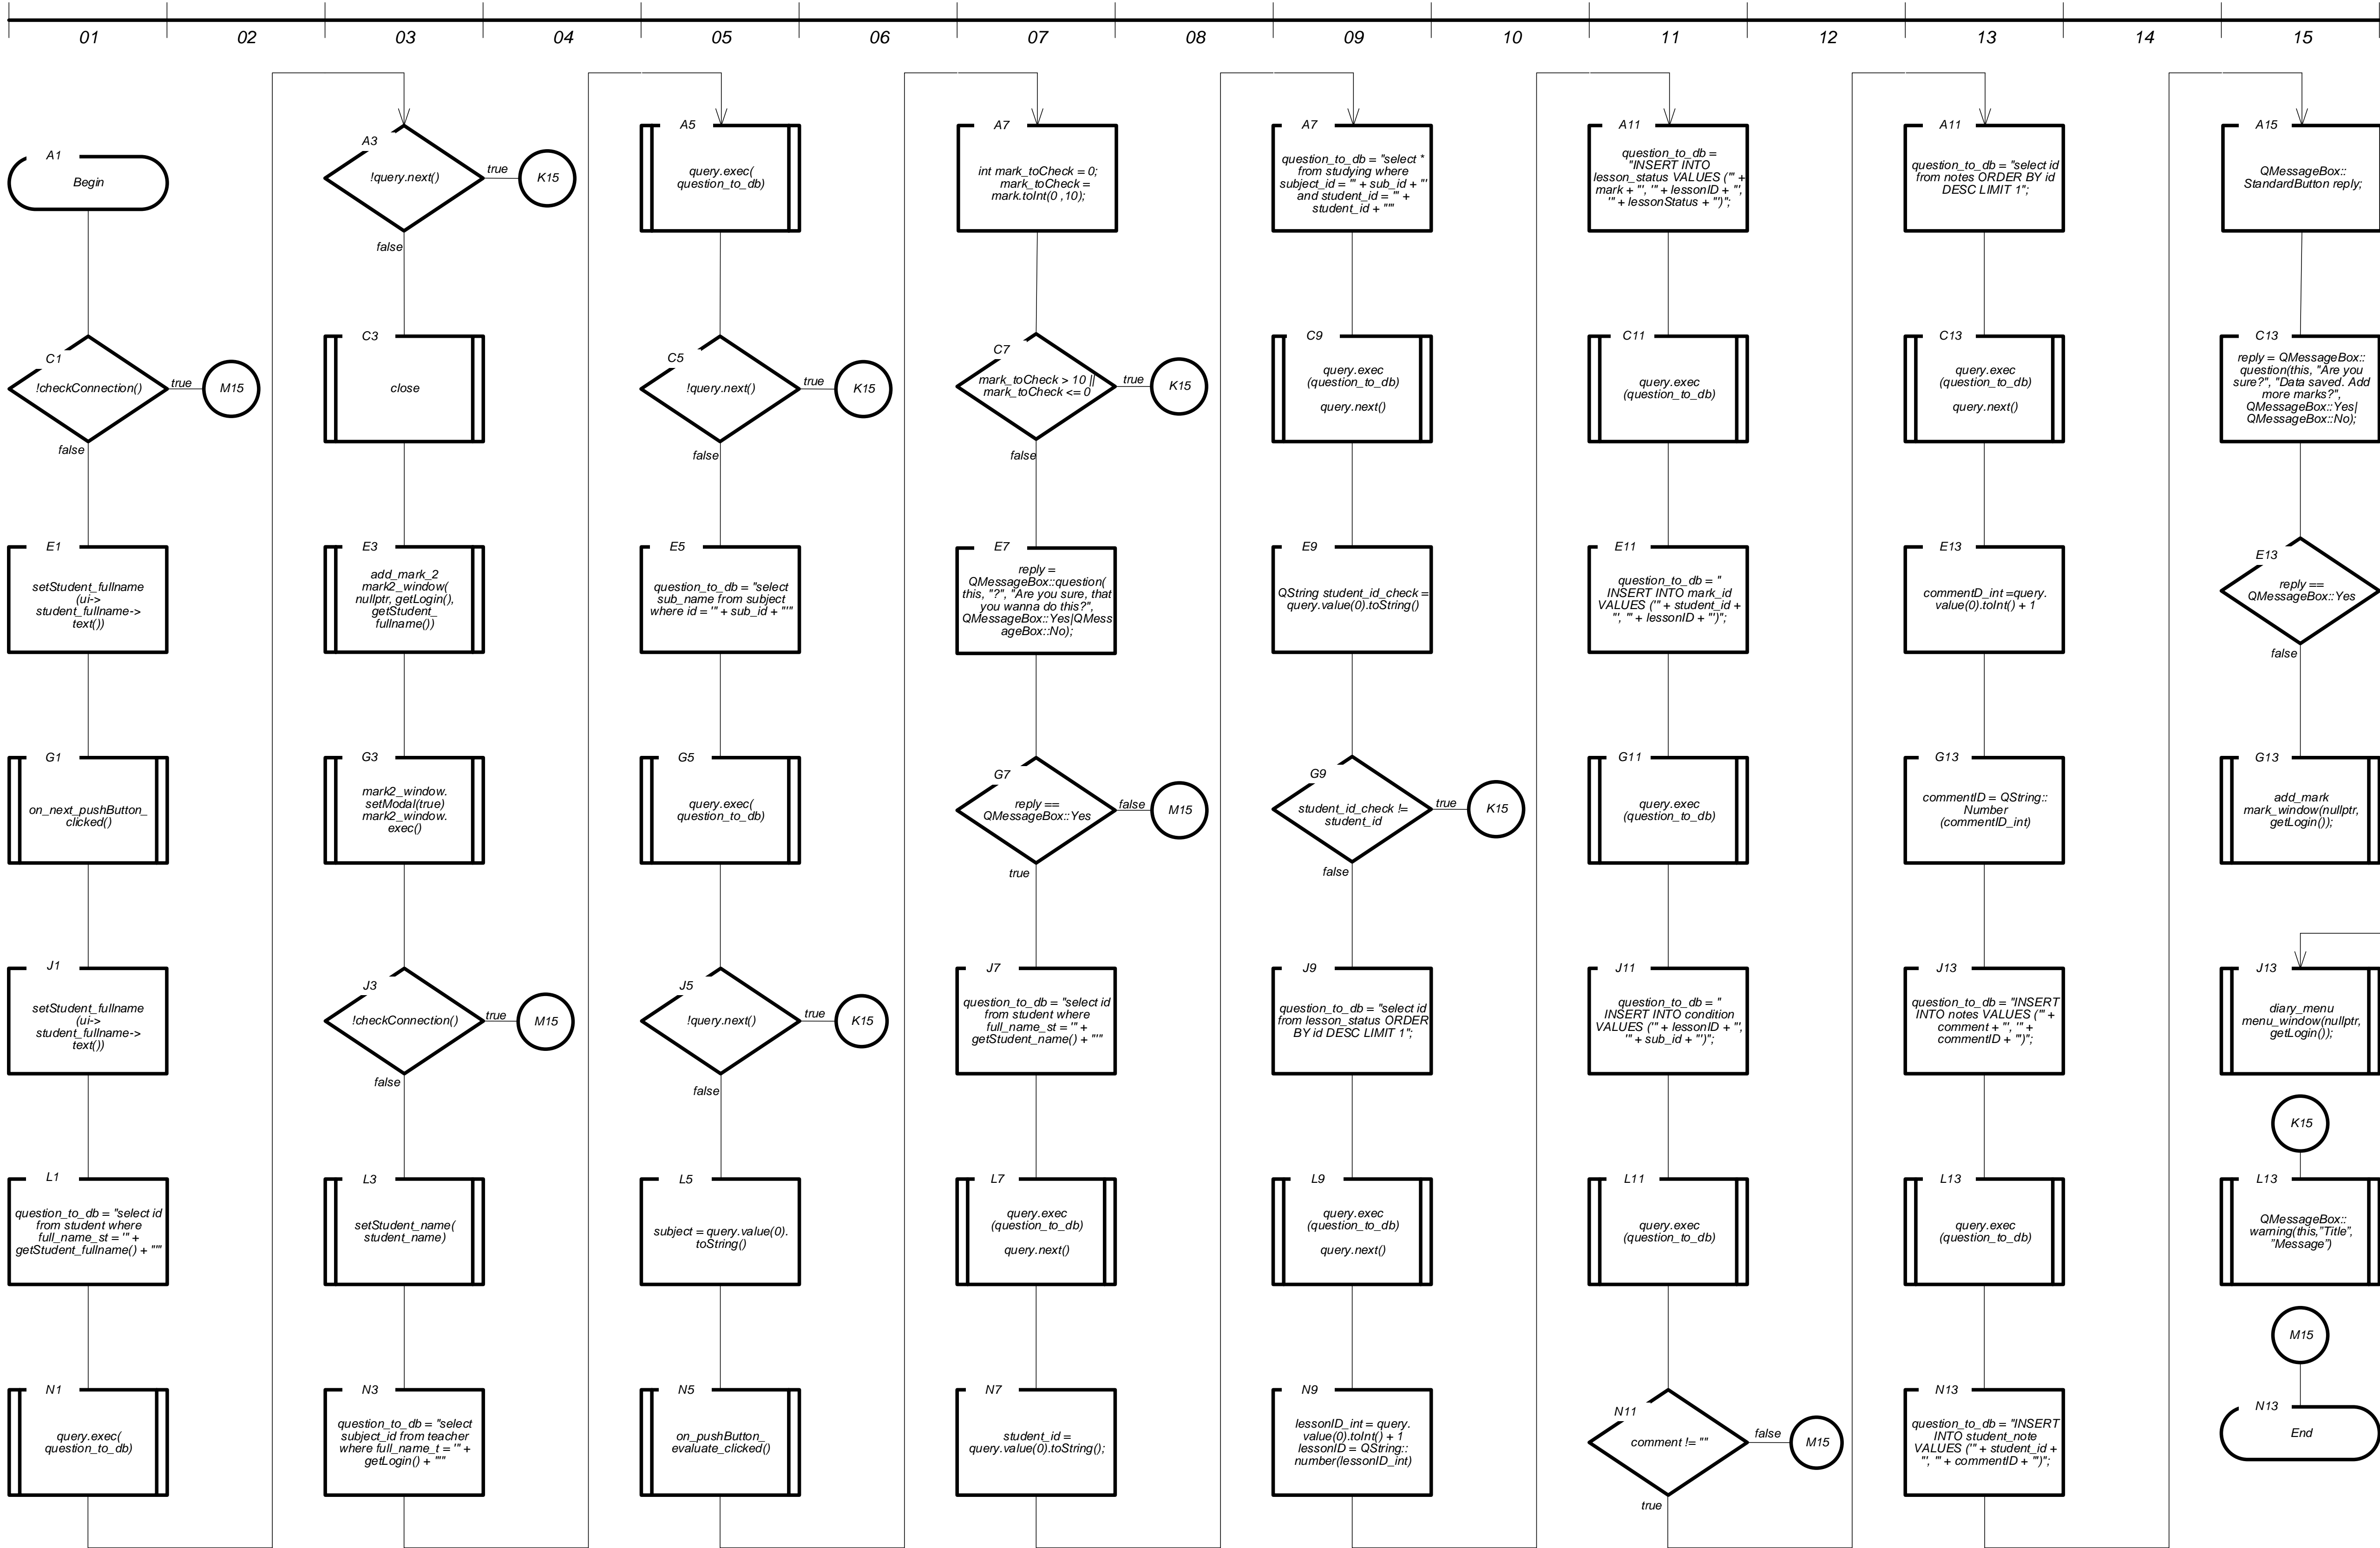 01
02
03
04
05
06
07
08
09
10
11
12
13
14
15
A1
Begin
C1
!checkConnection()
true
M15
false
E1
setStudent_fullname
(ui->
student_fullname->
text())
G1
on_next_pushButton_
clicked()
J1
setStudent_fullname
(ui->
student_fullname->
text())
L1
question_to_db = "select id
from student where
full_name_st = '" +
getStudent_fullname() + "'"
N1
query.exec(
question_to_db)
A3
!query.next()
true
K15
false
C3
close
E3
add_mark_2
mark2_window(
nullptr, getLogin(),
getStudent_
fullname())
G3
mark2_window.
setModal(true)
mark2_window.
exec()
J3
!checkConnection()
true
M15
false
L3
setStudent_name(
student_name)
N3
question_to_db = "select
subject_id from teacher
where full_name_t = '" +
getLogin() + "'"
A5
query.exec(
question_to_db)
C5
!query.next()
true
K15
false
E5
question_to_db = "select
sub_name from subject
where id = '" + sub_id + "'"
G5
query.exec(
question_to_db)
J5
!query.next()
true
K15
false
L5
subject = query.value(0).
toString()
N5
on_pushButton_
evaluate_clicked()
A7
int mark_toCheck = 0;
mark_toCheck =
mark.toInt(0 ,10);
C7
mark_toCheck > 10 ||
mark_toCheck <= 0
true
K15
false
E7
reply =
QMessageBox::question(
this, "?", "Are you sure, that
you wanna do this?",
QMessageBox::Yes|QMess
ageBox::No);
G7
reply ==
QMessageBox::Yes
false
M15
true
J7
question_to_db = "select id
from student where
full_name_st = '" +
getStudent_name() + "'"
L7
query.exec
(question_to_db)
query.next()
N7
student_id =
query.value(0).toString();
A7
question_to_db = "select *
from studying where
subject_id = '" + sub_id + "'
and student_id = '" +
student_id + "'"
C9
query.exec
(question_to_db)
query.next()
E9
QString student_id_check =
query.value(0).toString()
G9
student_id_check !=
student_id
true
K15
false
J9
question_to_db = "select id
from lesson_status ORDER
BY id DESC LIMIT 1";
L9
query.exec
(question_to_db)
query.next()
N9
lessonID_int = query.
value(0).toInt() + 1
lessonID = QString::
number(lessonID_int)
A11
question_to_db =
"INSERT INTO
lesson_status VALUES ('" +
mark + "', '" + lessonID + "',
'" + lessonStatus + "')";
C11
query.exec
(question_to_db)
E11
question_to_db = "
INSERT INTO mark_id
VALUES ('" + student_id +
"', '" + lessonID + "')";
G11
query.exec
(question_to_db)
J11
question_to_db = "
INSERT INTO condition
VALUES ('" + lessonID + "',
'" + sub_id + "')";
L11
query.exec
(question_to_db)
N11
comment != ""
false
M15
true
A11
question_to_db = "select id
from notes ORDER BY id
DESC LIMIT 1";
C13
query.exec
(question_to_db)
query.next()
E13
commentD_int =query.
value(0).toInt() + 1
G13
commentID = QString::
Number
(commentID_int)
J13
question_to_db = "INSERT
INTO notes VALUES ('" +
comment + "', '" +
commentID + "')";
L13
query.exec
(question_to_db)
N13
question_to_db = "INSERT
INTO student_note
VALUES ('" + student_id +
"', '" + commentID + "')";
A15
QMessageBox::
StandardButton reply;
C13
reply = QMessageBox::
question(this, "Are you
sure?", "Data saved. Add
more marks?",
QMessageBox::Yes|
QMessageBox::No);
E13
reply ==
QMessageBox::Yes
false
G13
add_mark
mark_window(nullptr,
getLogin());
J13
diary_menu
menu_window(nullptr,
getLogin());
K15
L13
QMessageBox::
warning(this,"Title",
"Message")
M15
N13
End